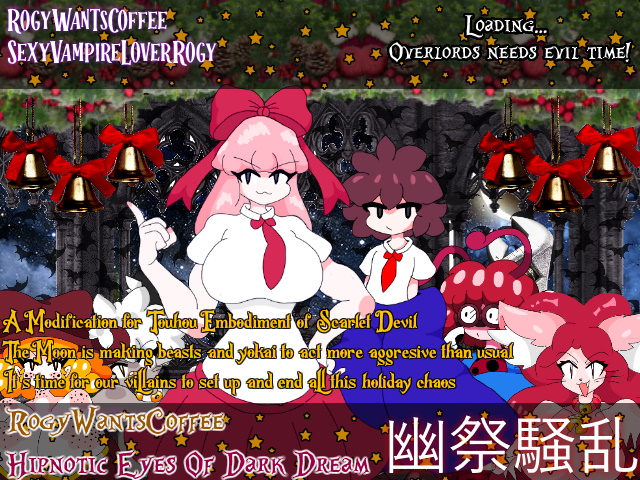 RogyWantsCoffee
SexyVampireLoverRogy
Loading...
Overlords needs evil time!
A Modification for Touhou Embodiment of Scarlet Devil
The Moon is making beasts and yokai to act more aggresive than usual
It's time for our villains to set up and end all this holiday chaos
RogyWantsCoffee
Hipnotic Eyes Of Dark Dream
幽祭騒乱